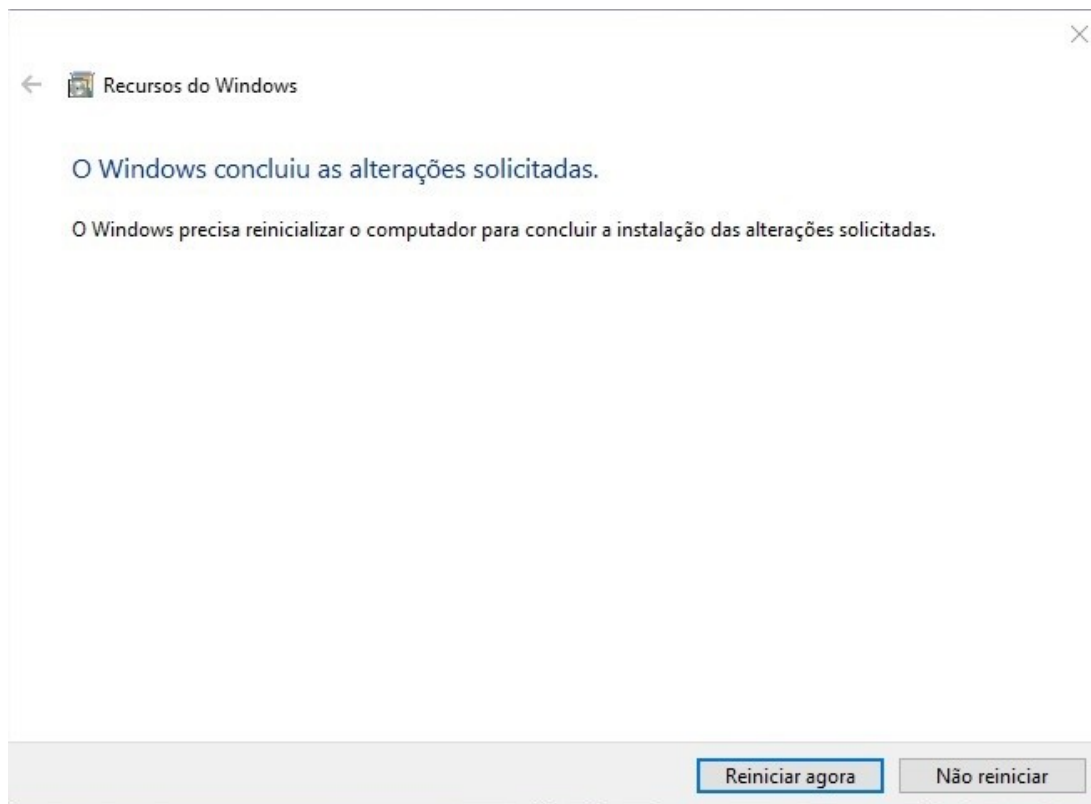 Recursos do Windows
O Windows concluiu as alterações solicitadas.
O Windows precisa reinicializar o computador para concluir a instalação das alterações solicitadas.
Reiniciar agora
Não reiniciar